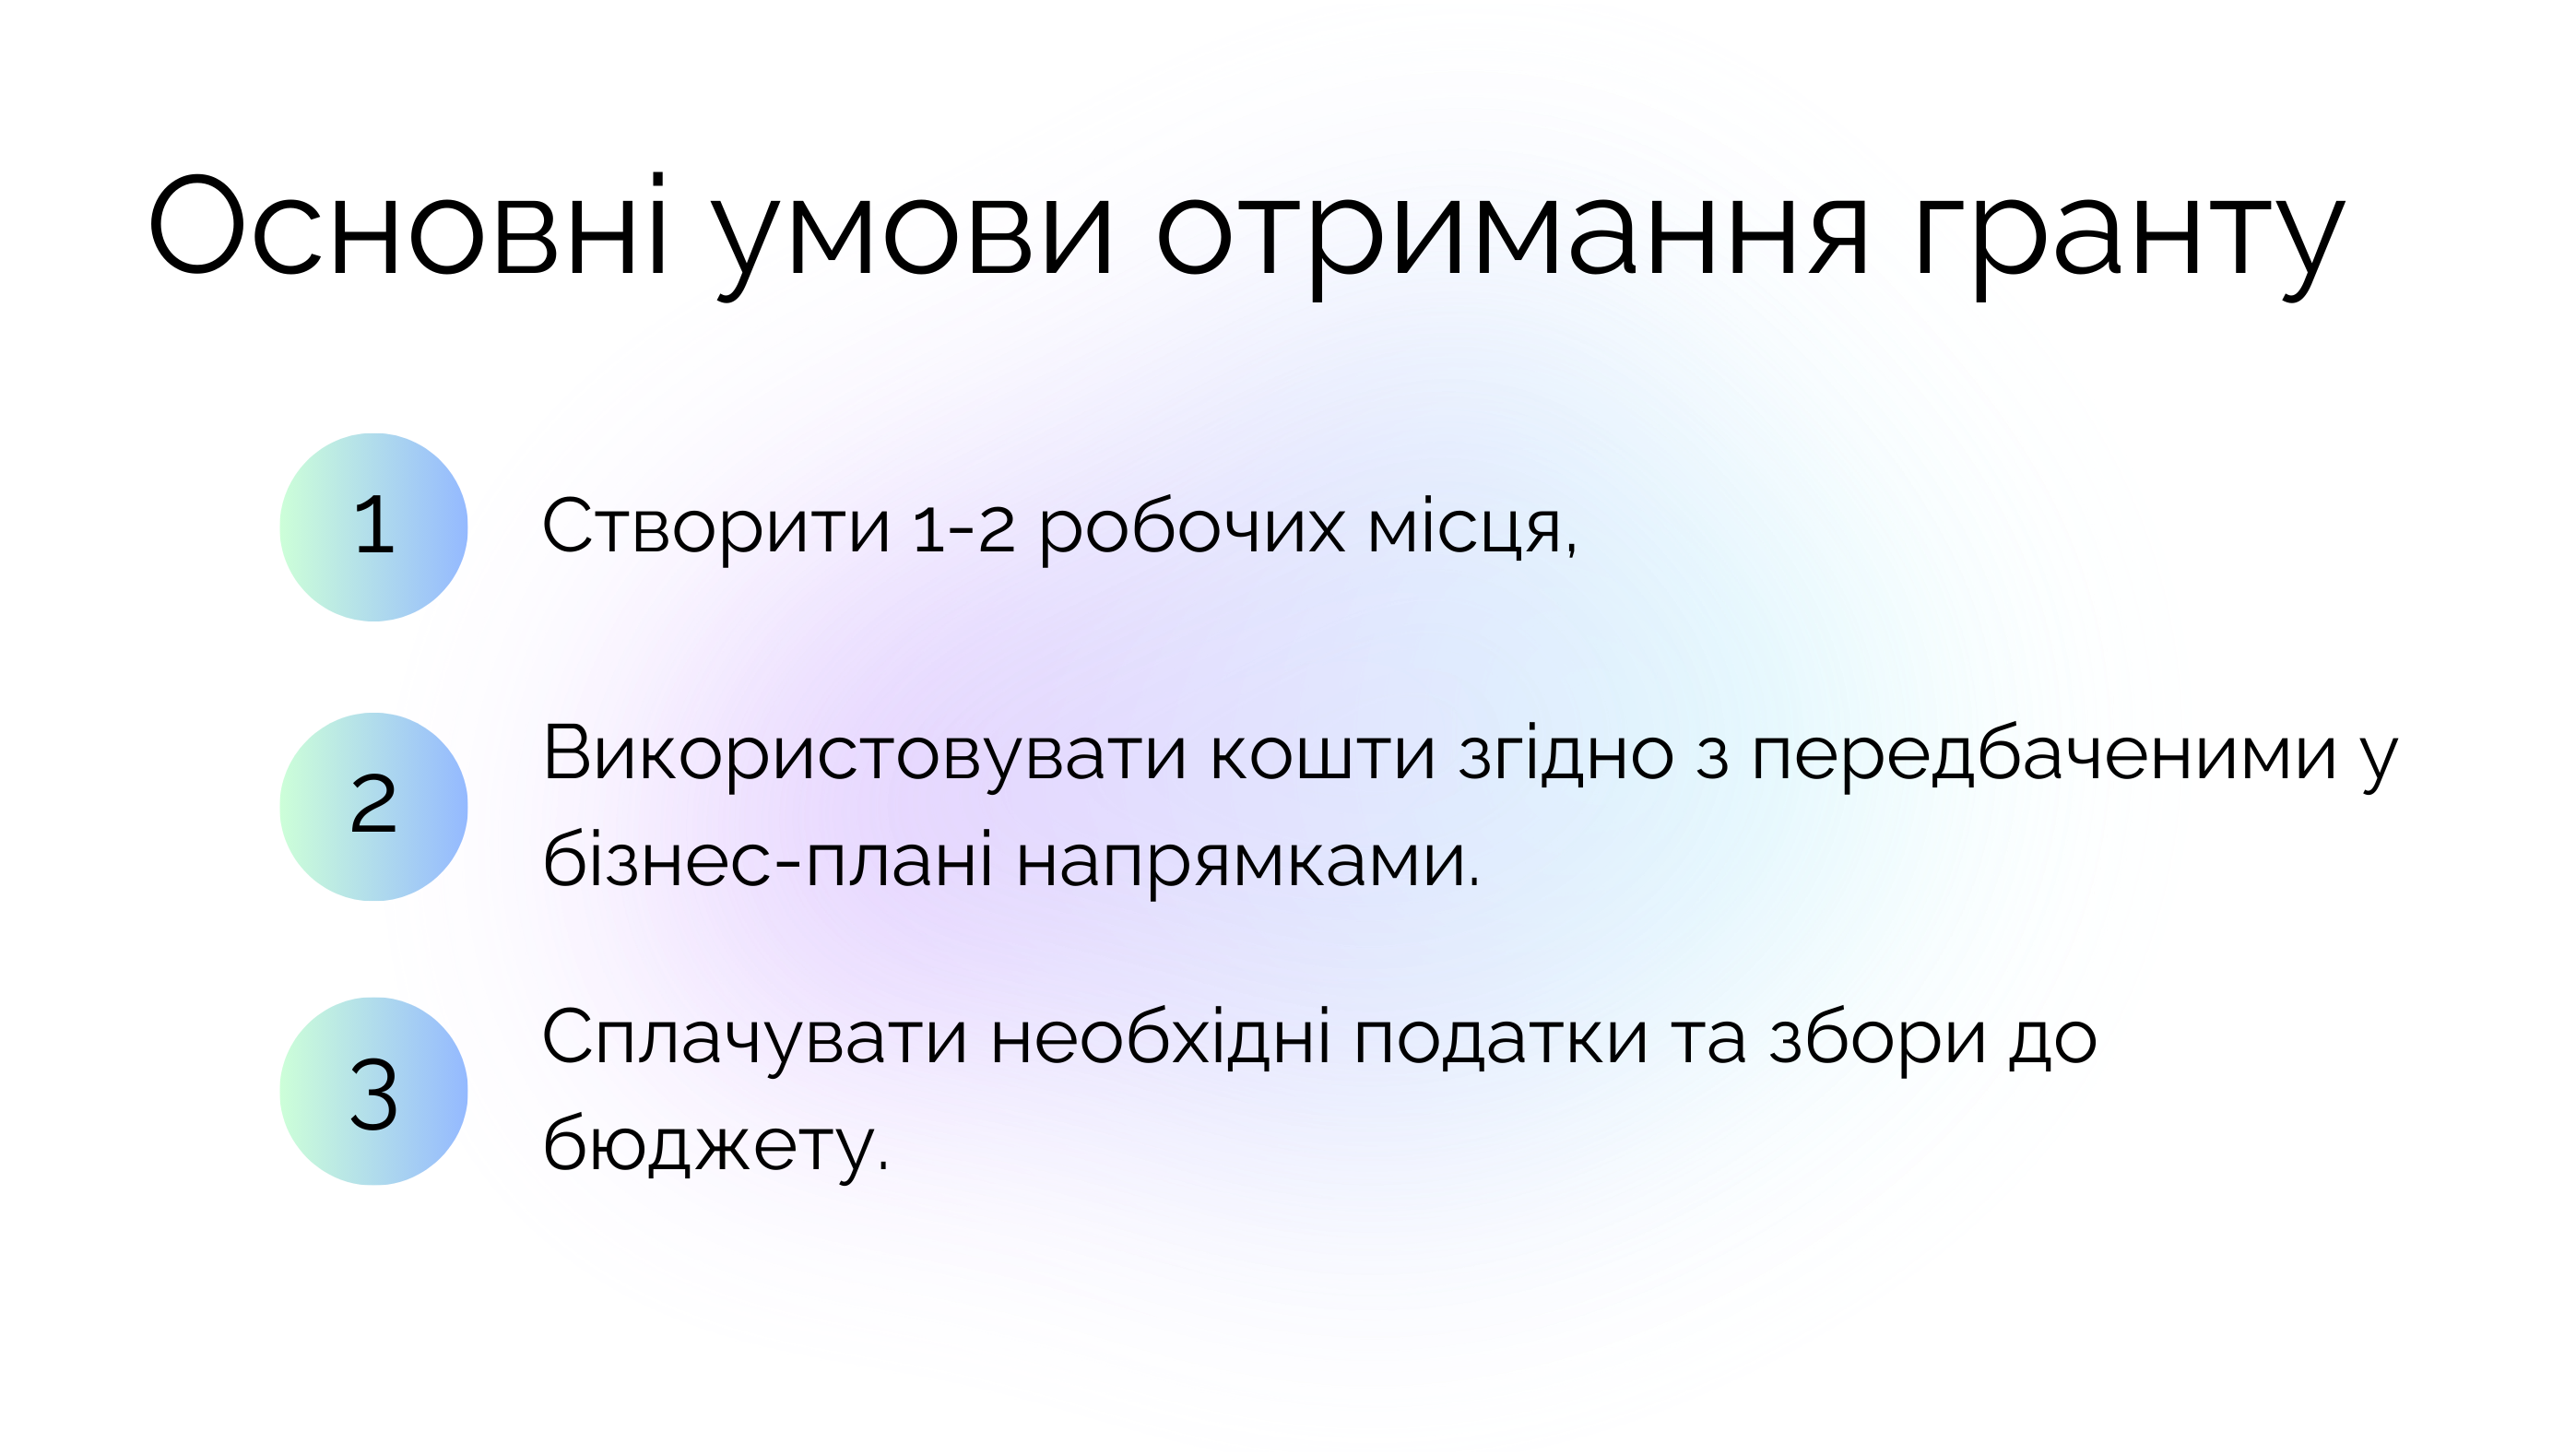 Основні умови отримання гранту
1
Створити 1-2 робочих місця,
2
Використовувати кошти згідно з передбаченими у
бізнес-плані напрямками.
3
Сплачувати необхідні податки та збори до
бюджету.